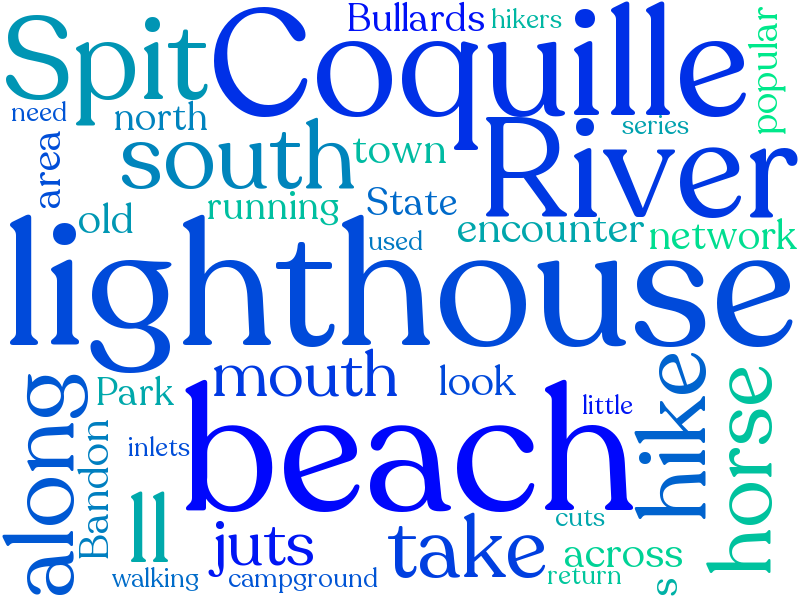 Bullards
hikers
popular
Spit
Coquille
need
north
series
area
south
town
River
old
running
State
used
encounter
network
lighthouse
along
Park
mouth
look
hike
horse
little
Bandon
inlets
beach
ll
juts
take
cuts
across
walking
campground
return
s